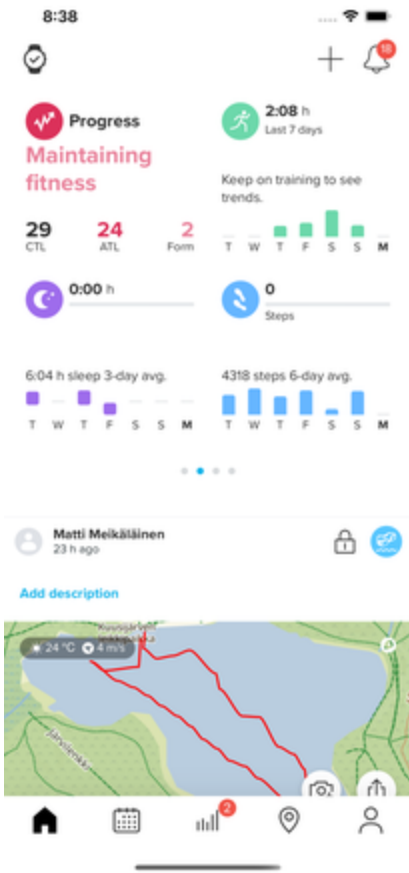 8:38
18
Progress
Maintaining
fitness
29
CTL
24
ATL
2
Form
2:08 h
Last 7 days
Keep on training to see
trends.
T W T F S S M
0:00 h
6:04 h sleep 3-day avg.
T W T F S S M
0
Steps
4318 steps 6-day avg.
T W T F S S M
Matti Meikäläinen
23 h ago
Add description
24 °C 4 m/s
Järvilenkki
2